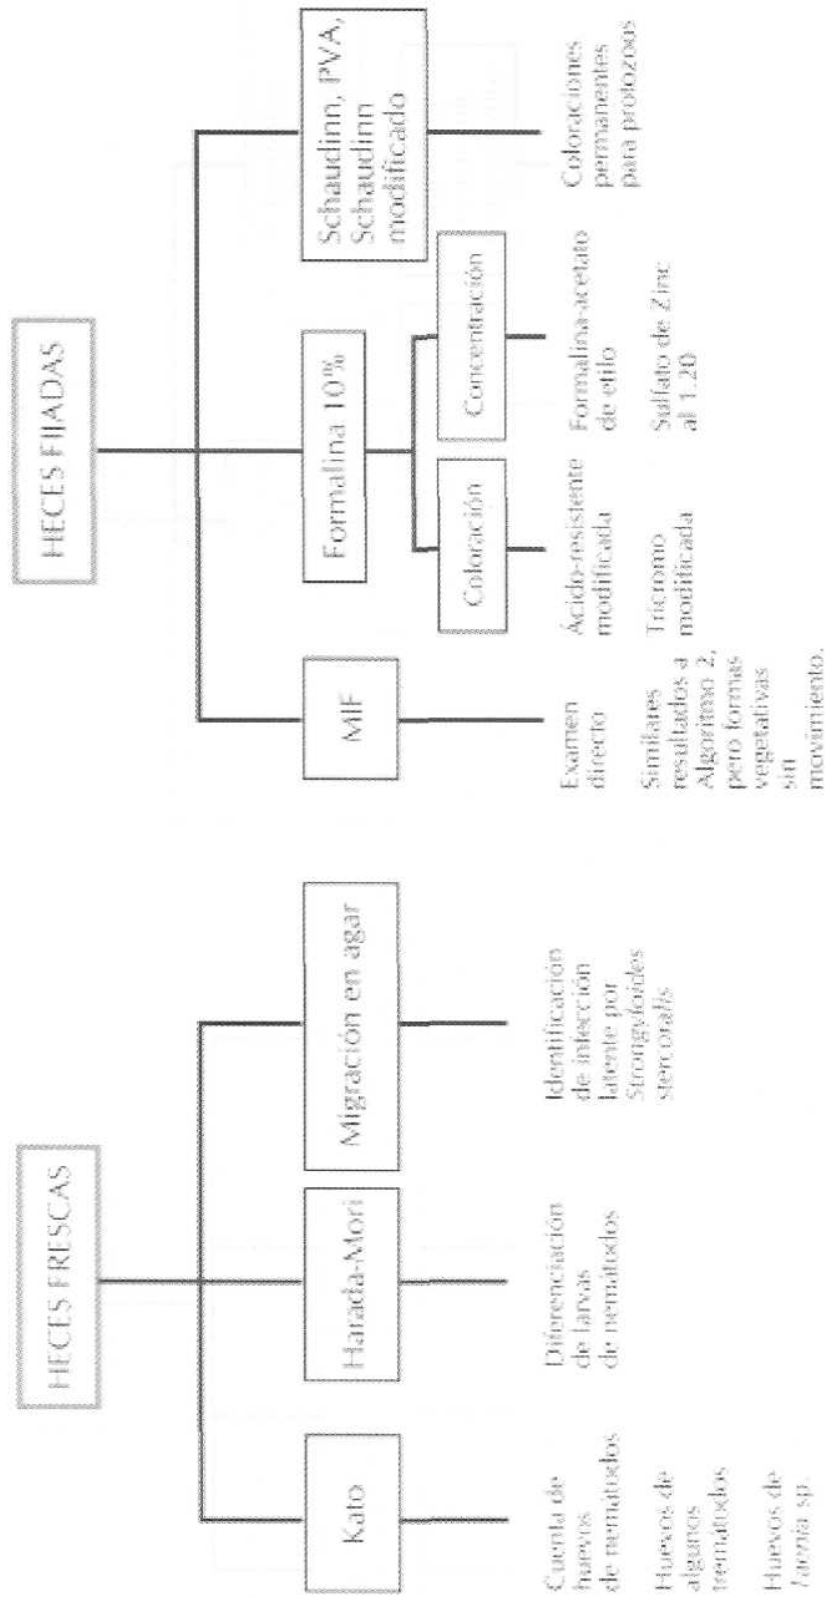 HECES FRESCAS
Kato
Harada-Mori
Migración en agar
Cuenta de
huevos
de nemátodos
Huevos de
algunos
tremátodos
Huevos de
Taenia sp.
Diferenciación
de larvas
de nemátodos
Identificación
de infección
latente por
Strongyloides
stercoralis
HECES FIJADAS
MIF
Formalina 10%
Schaudinn, PVA,
Schaudinn
modificado
Coloración
Concentración
Examen
directo
Similares
resultados a
Algoritmo 2,
pero formas
vegetativas
sin
movimiento.
Ácido-resistente
modificada
Tricromo
modificada
Formalina-acetato
de etilo
Sulfato de Zinc
al 1.20
Coloraciones
permanentes
para protozoos